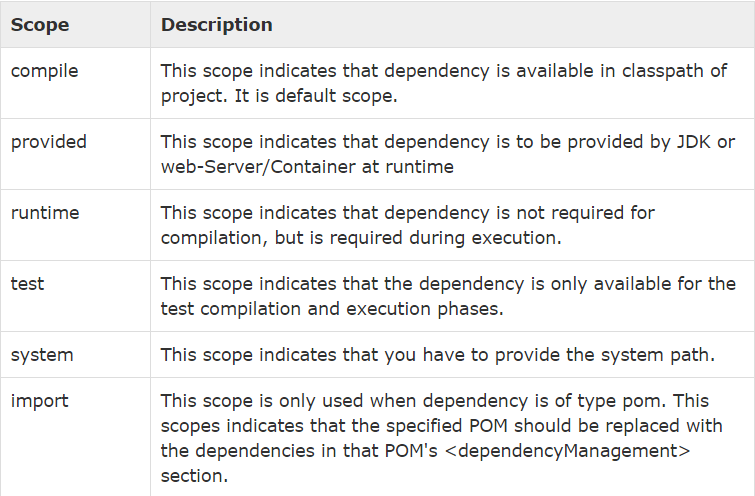 Scope Description
compile This scope indicates that dependency is available in classpath of
project. It is default scope.
provided This scope indicates that dependency is to be provided by JDK or
web-Server/Container at runtime
runtime This scope indicates that dependency is not required for
compilation, but is required during execution.
test This scope indicates that the dependency is only available for the
test compilation and execution phases.
system This scope indicates that you have to provide the system path.
import This scope is only used when dependency is of type pom. This
scopes indicates that the specified POM should be replaced with
the dependencies in that POM's <dependencyManagement>
section.